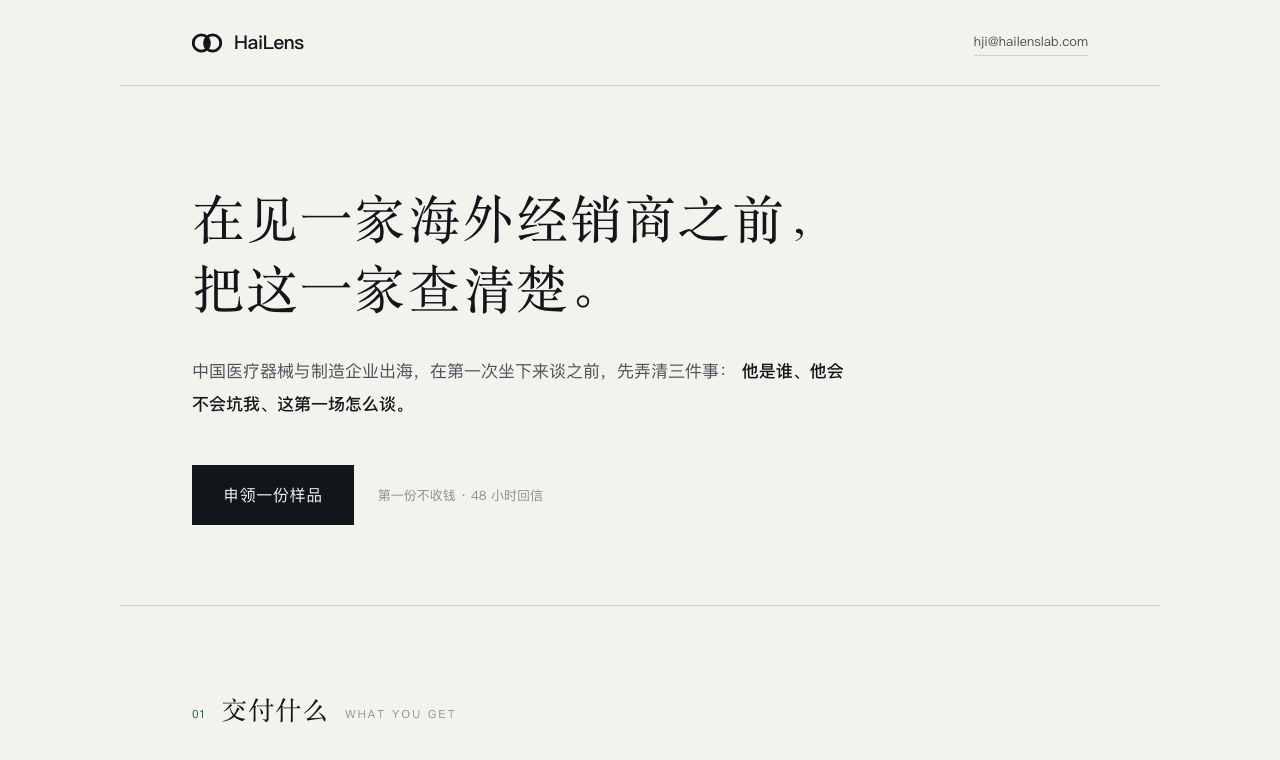 HaiLens
hji@hailenslab.com
在见一家海外经销商之前，
把这一家查清楚。
中国医疗器械与制造企业出海，在第一次坐下来谈之前，先弄清三件事： 他是谁、他会
不会坑我、这第一场怎么谈。
申领一份样品
第一份不收钱 · 48 小时回信
01 交付什么 WHAT YOU GET